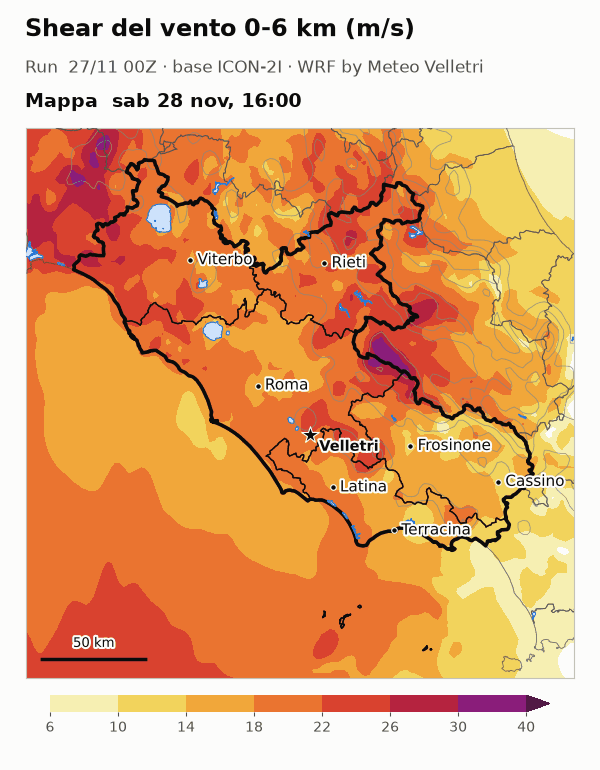 Shear del vento 0-6 km (m/s)
Run  27/11 00Z · base ICON-2I · WRF by Meteo Velletri
Mappa  sab 28 nov, 16:00
Viterbo
Rieti
Roma
Velletri
Frosinone
Latina
Cassino
Terracina
50 km
6 10 14 18 22 26 30 40